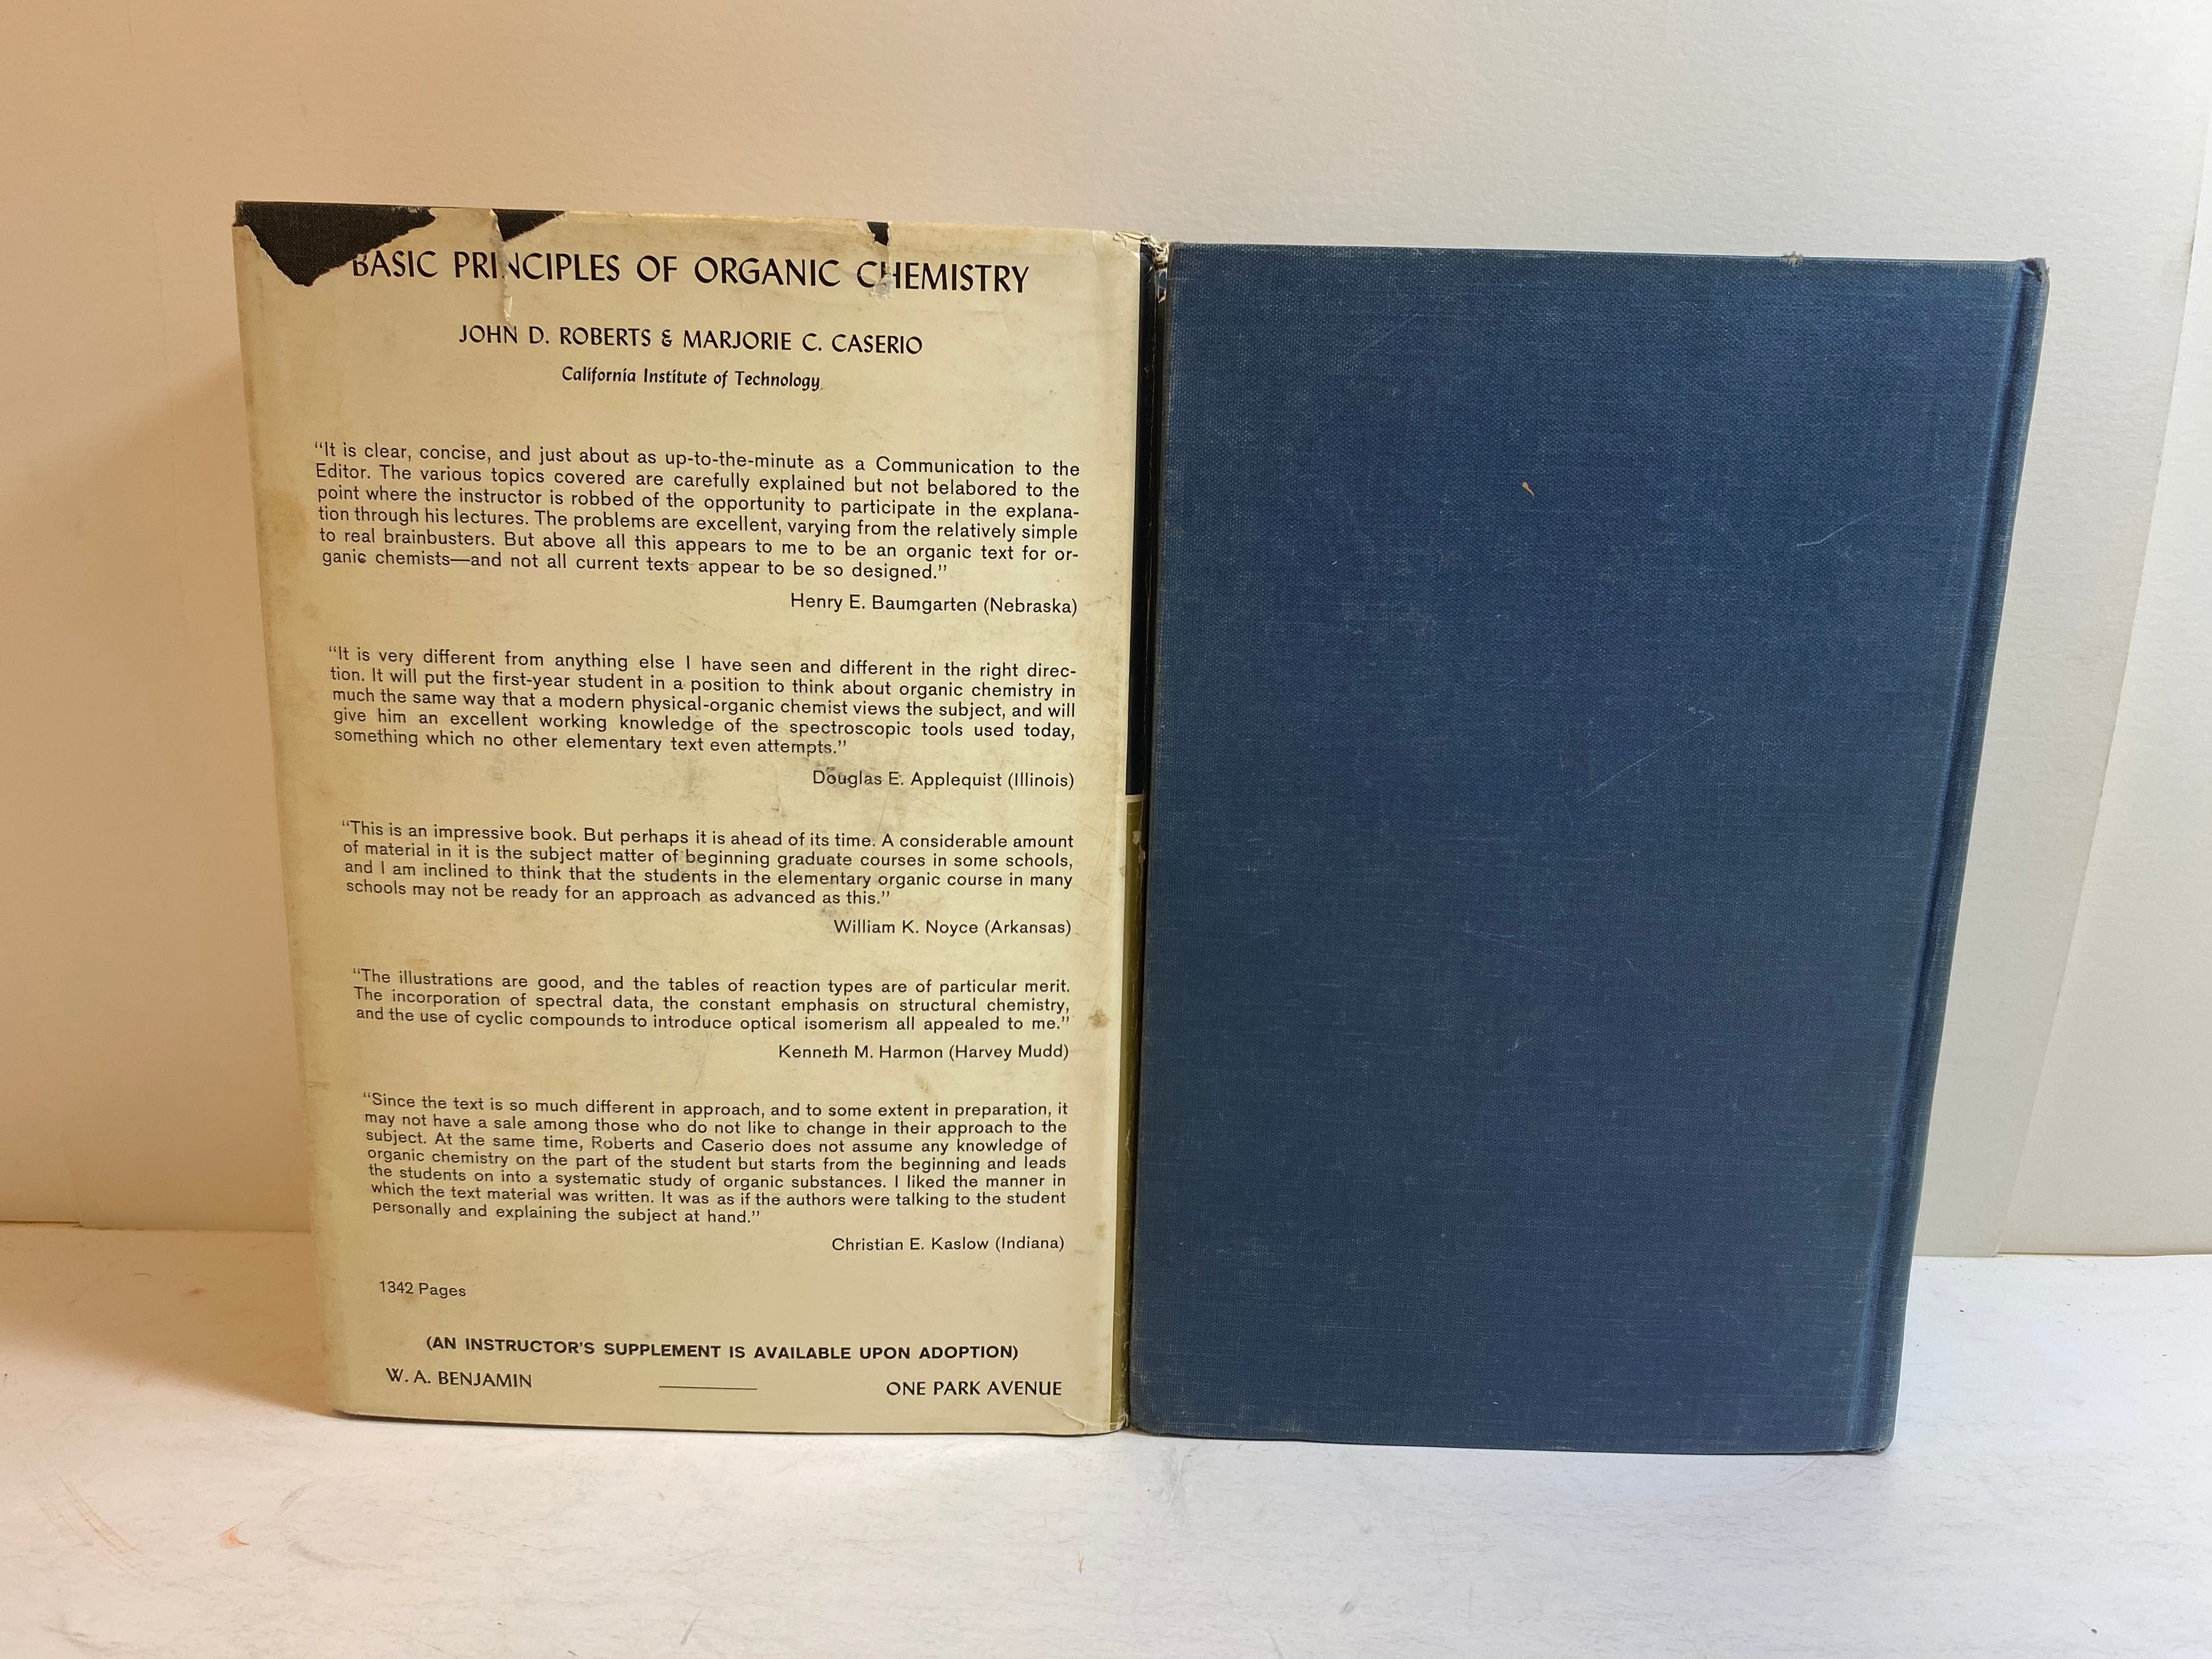 BASIC PRINCIPLES OF ORGANIC CHEMISTRY
JOHN D. ROBERTS & MARJORIE C. CASERIO
California Institute of Technology
“It is clear, concise, and just about as up-to-the-minute as a Communication to the
Editor. The various topics covered are carefully explained but not belabored to the
point where the instructor is robbed of the opportunity to participate in the explana-
tion through his lectures. The problems are excellent, varying from the relatively simple
to real brainbusters. But above all this appears to me to be an organic text for or-
ganic chemists—and not all current texts appear to be so designed.”
Henry E. Baumgarten (Nebraska)
“It is very different from anything else I have seen and different in the right direc-
tion. It will put the first-year student in a position to think about organic chemistry in
much the same way that a modern physical-organic chemist views the subject, and will
give him an excellent working knowledge of the spectroscopic tools used today,
something which no other elementary text even attempts.”
Douglas E. Applequist (Illinois)
“This is an impressive book. But perhaps it is ahead of its time. A considerable amount
of material in it is the subject matter of beginning graduate courses in some schools,
and I am inclined to think that the students in the elementary organic course in many
schools may not be ready for an approach as advanced as this.”
William K. Noyce (Arkansas)
“The illustrations are good, and the tables of reaction types are of particular merit.
The incorporation of spectral data, the constant emphasis on structural chemistry,
and the use of cyclic compounds to introduce optical isomerism all appealed to me.”
Kenneth M. Harmon (Harvey Mudd)
“Since the text is so much different in approach, and to some extent in preparation, it
may not have a sale among those who do not like to change in their approach to the
subject. At the same time, Roberts and Caserio does not assume any knowledge of
organic chemistry on the part of the student but starts from the beginning and leads
the students on into a systematic study of organic substances. I liked the manner in
which the text material was written. It was as if the authors were talking to the student
personally and explaining the subject at hand.”
Christian E. Kaslow (Indiana)
1342 Pages
(AN INSTRUCTOR’S SUPPLEMENT IS AVAILABLE UPON ADOPTION)
W. A. BENJAMIN ONE PARK AVENUE